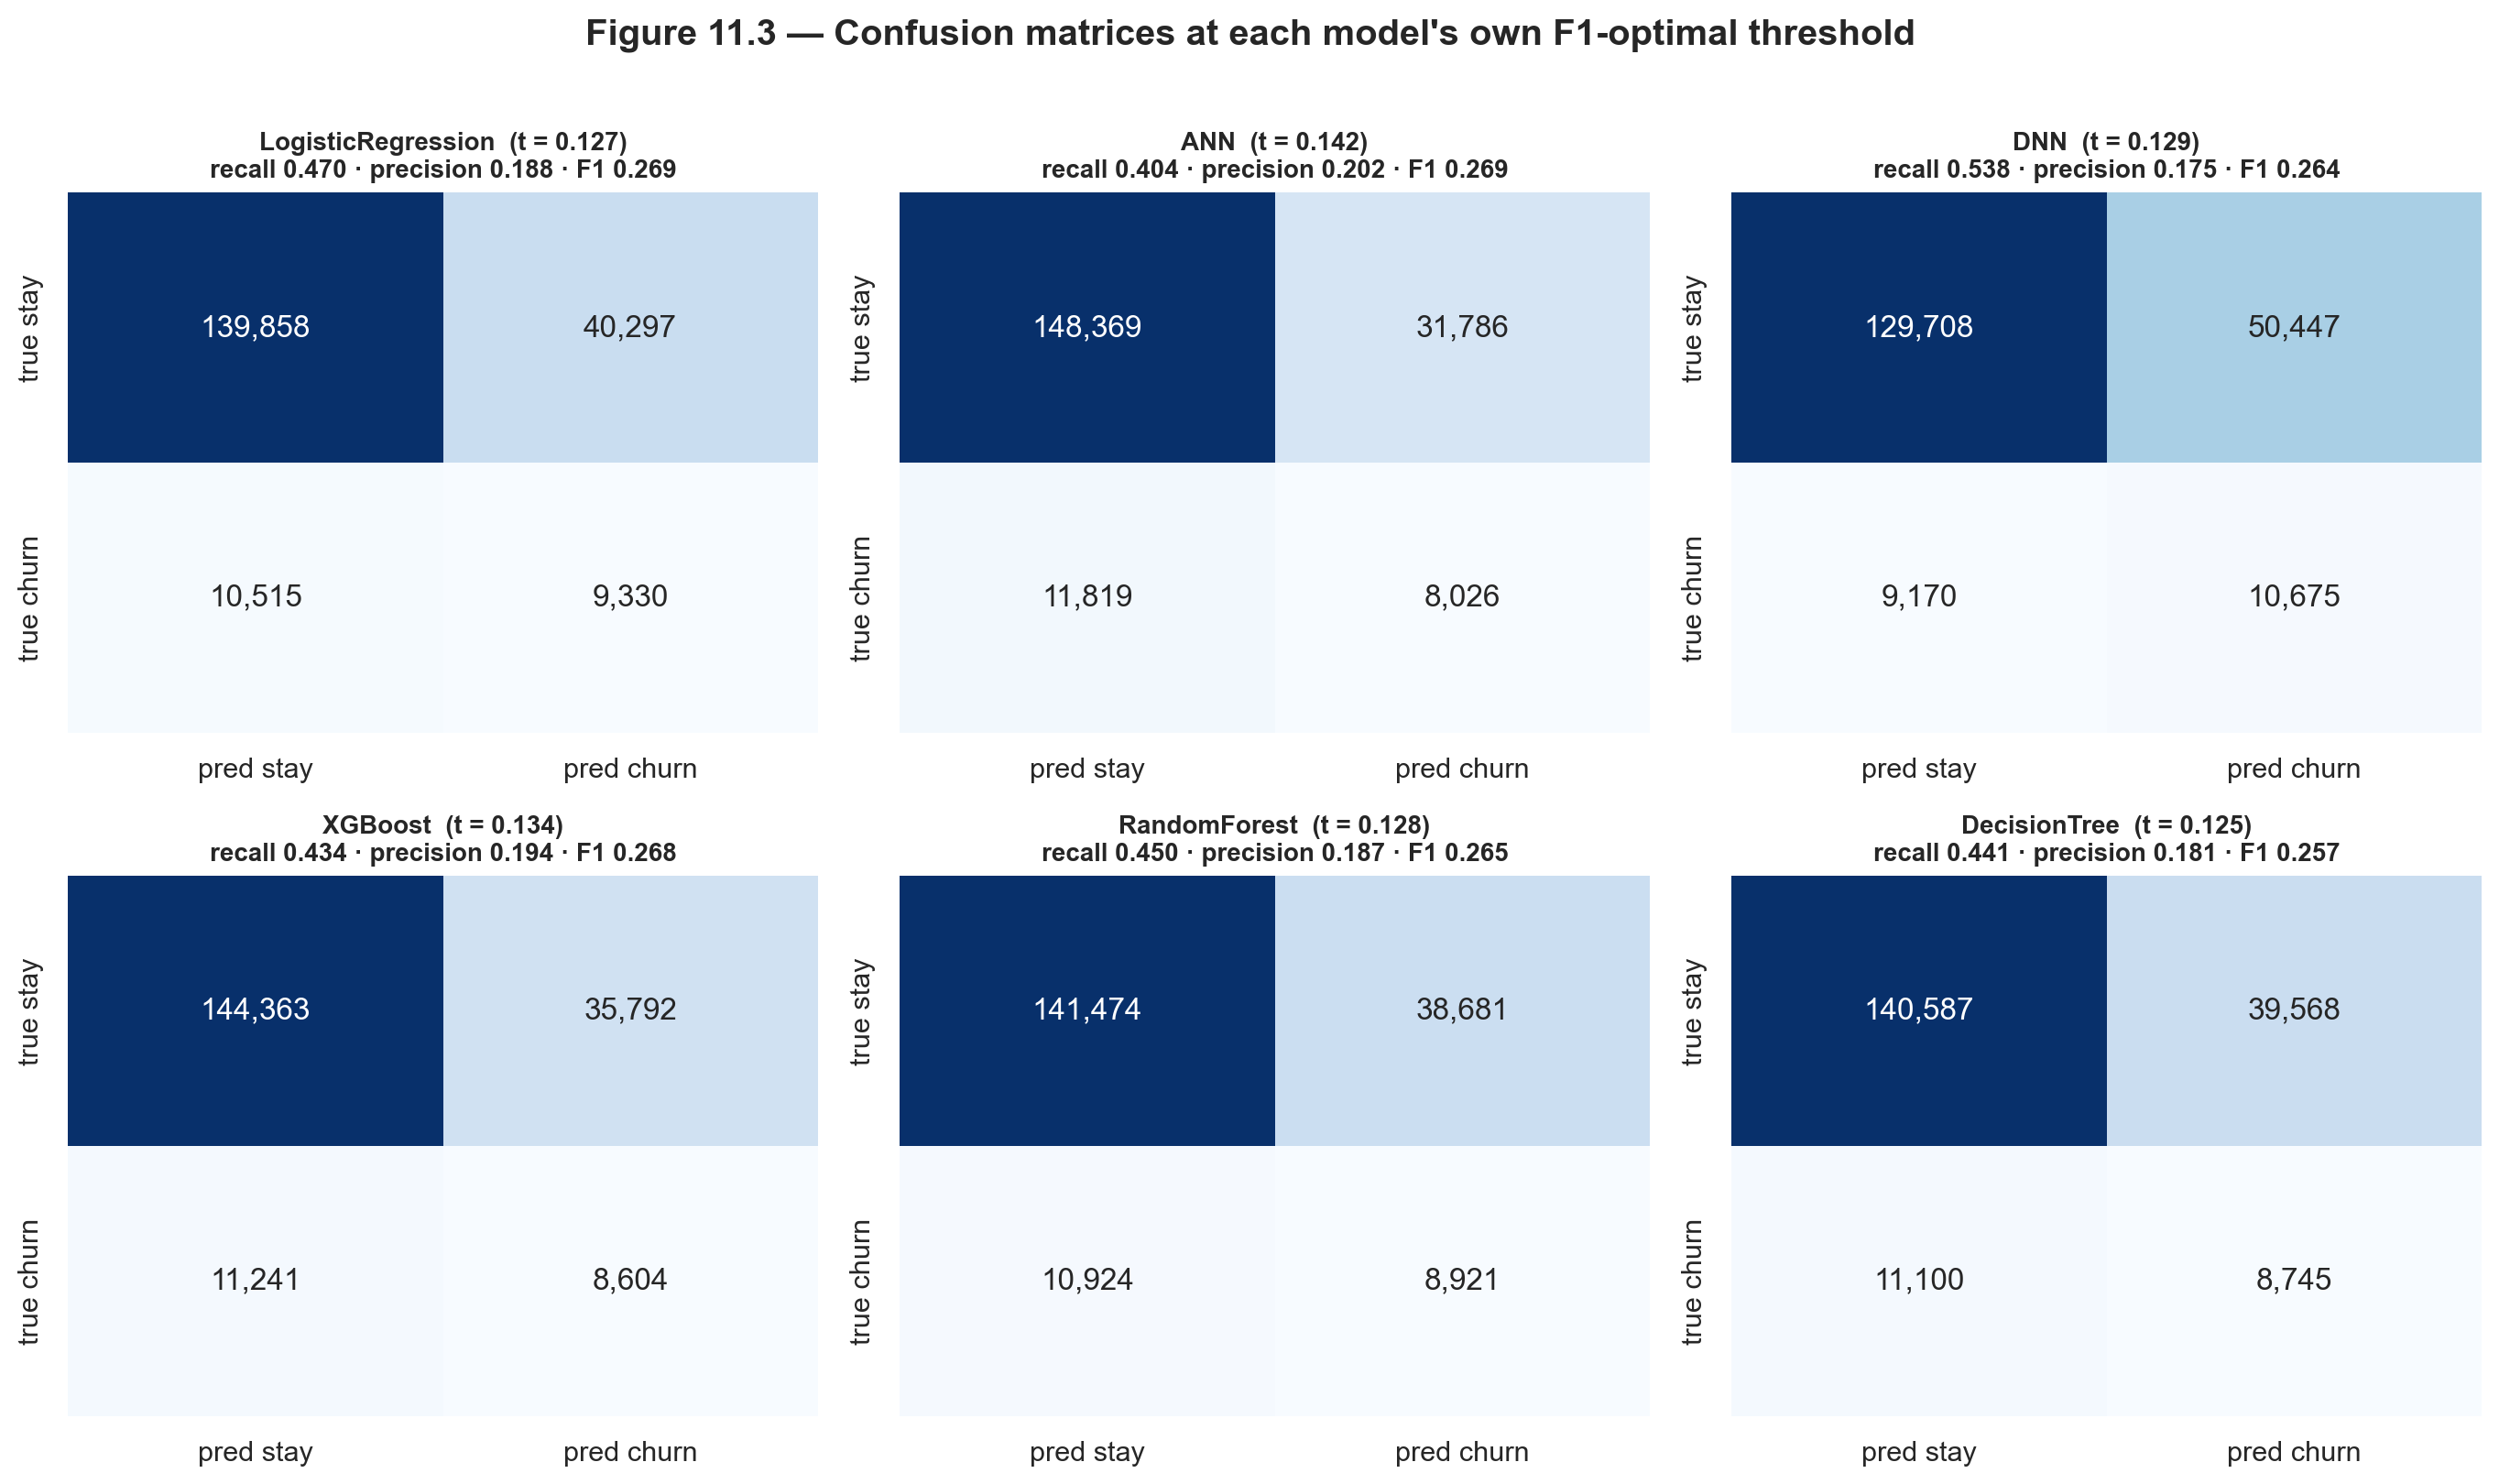 Figure 11.3 — Confusion matrices at each model's own F1-optimal threshold
LogisticRegression (t = 0.127)
recall 0.470 · precision 0.188 · F1 0.269
true stay
139,858
40,297
true churn
10,515
9,330
pred stay
pred churn
ANN (t = 0.142)
recall 0.404 · precision 0.202 · F1 0.269
true stay
148,369
31,786
true churn
11,819
8,026
pred stay
pred churn
DNN (t = 0.129)
recall 0.538 · precision 0.175 · F1 0.264
true stay
129,708
50,447
true churn
9,170
10,675
pred stay
pred churn
XGBoost (t = 0.134)
recall 0.434 · precision 0.194 · F1 0.268
true stay
144,363
35,792
true churn
11,241
8,604
pred stay
pred churn
RandomForest (t = 0.128)
recall 0.450 · precision 0.187 · F1 0.265
true stay
141,474
38,681
true churn
10,924
8,921
pred stay
pred churn
DecisionTree (t = 0.125)
recall 0.441 · precision 0.181 · F1 0.257
true stay
140,587
39,568
true churn
11,100
8,745
pred stay
pred churn